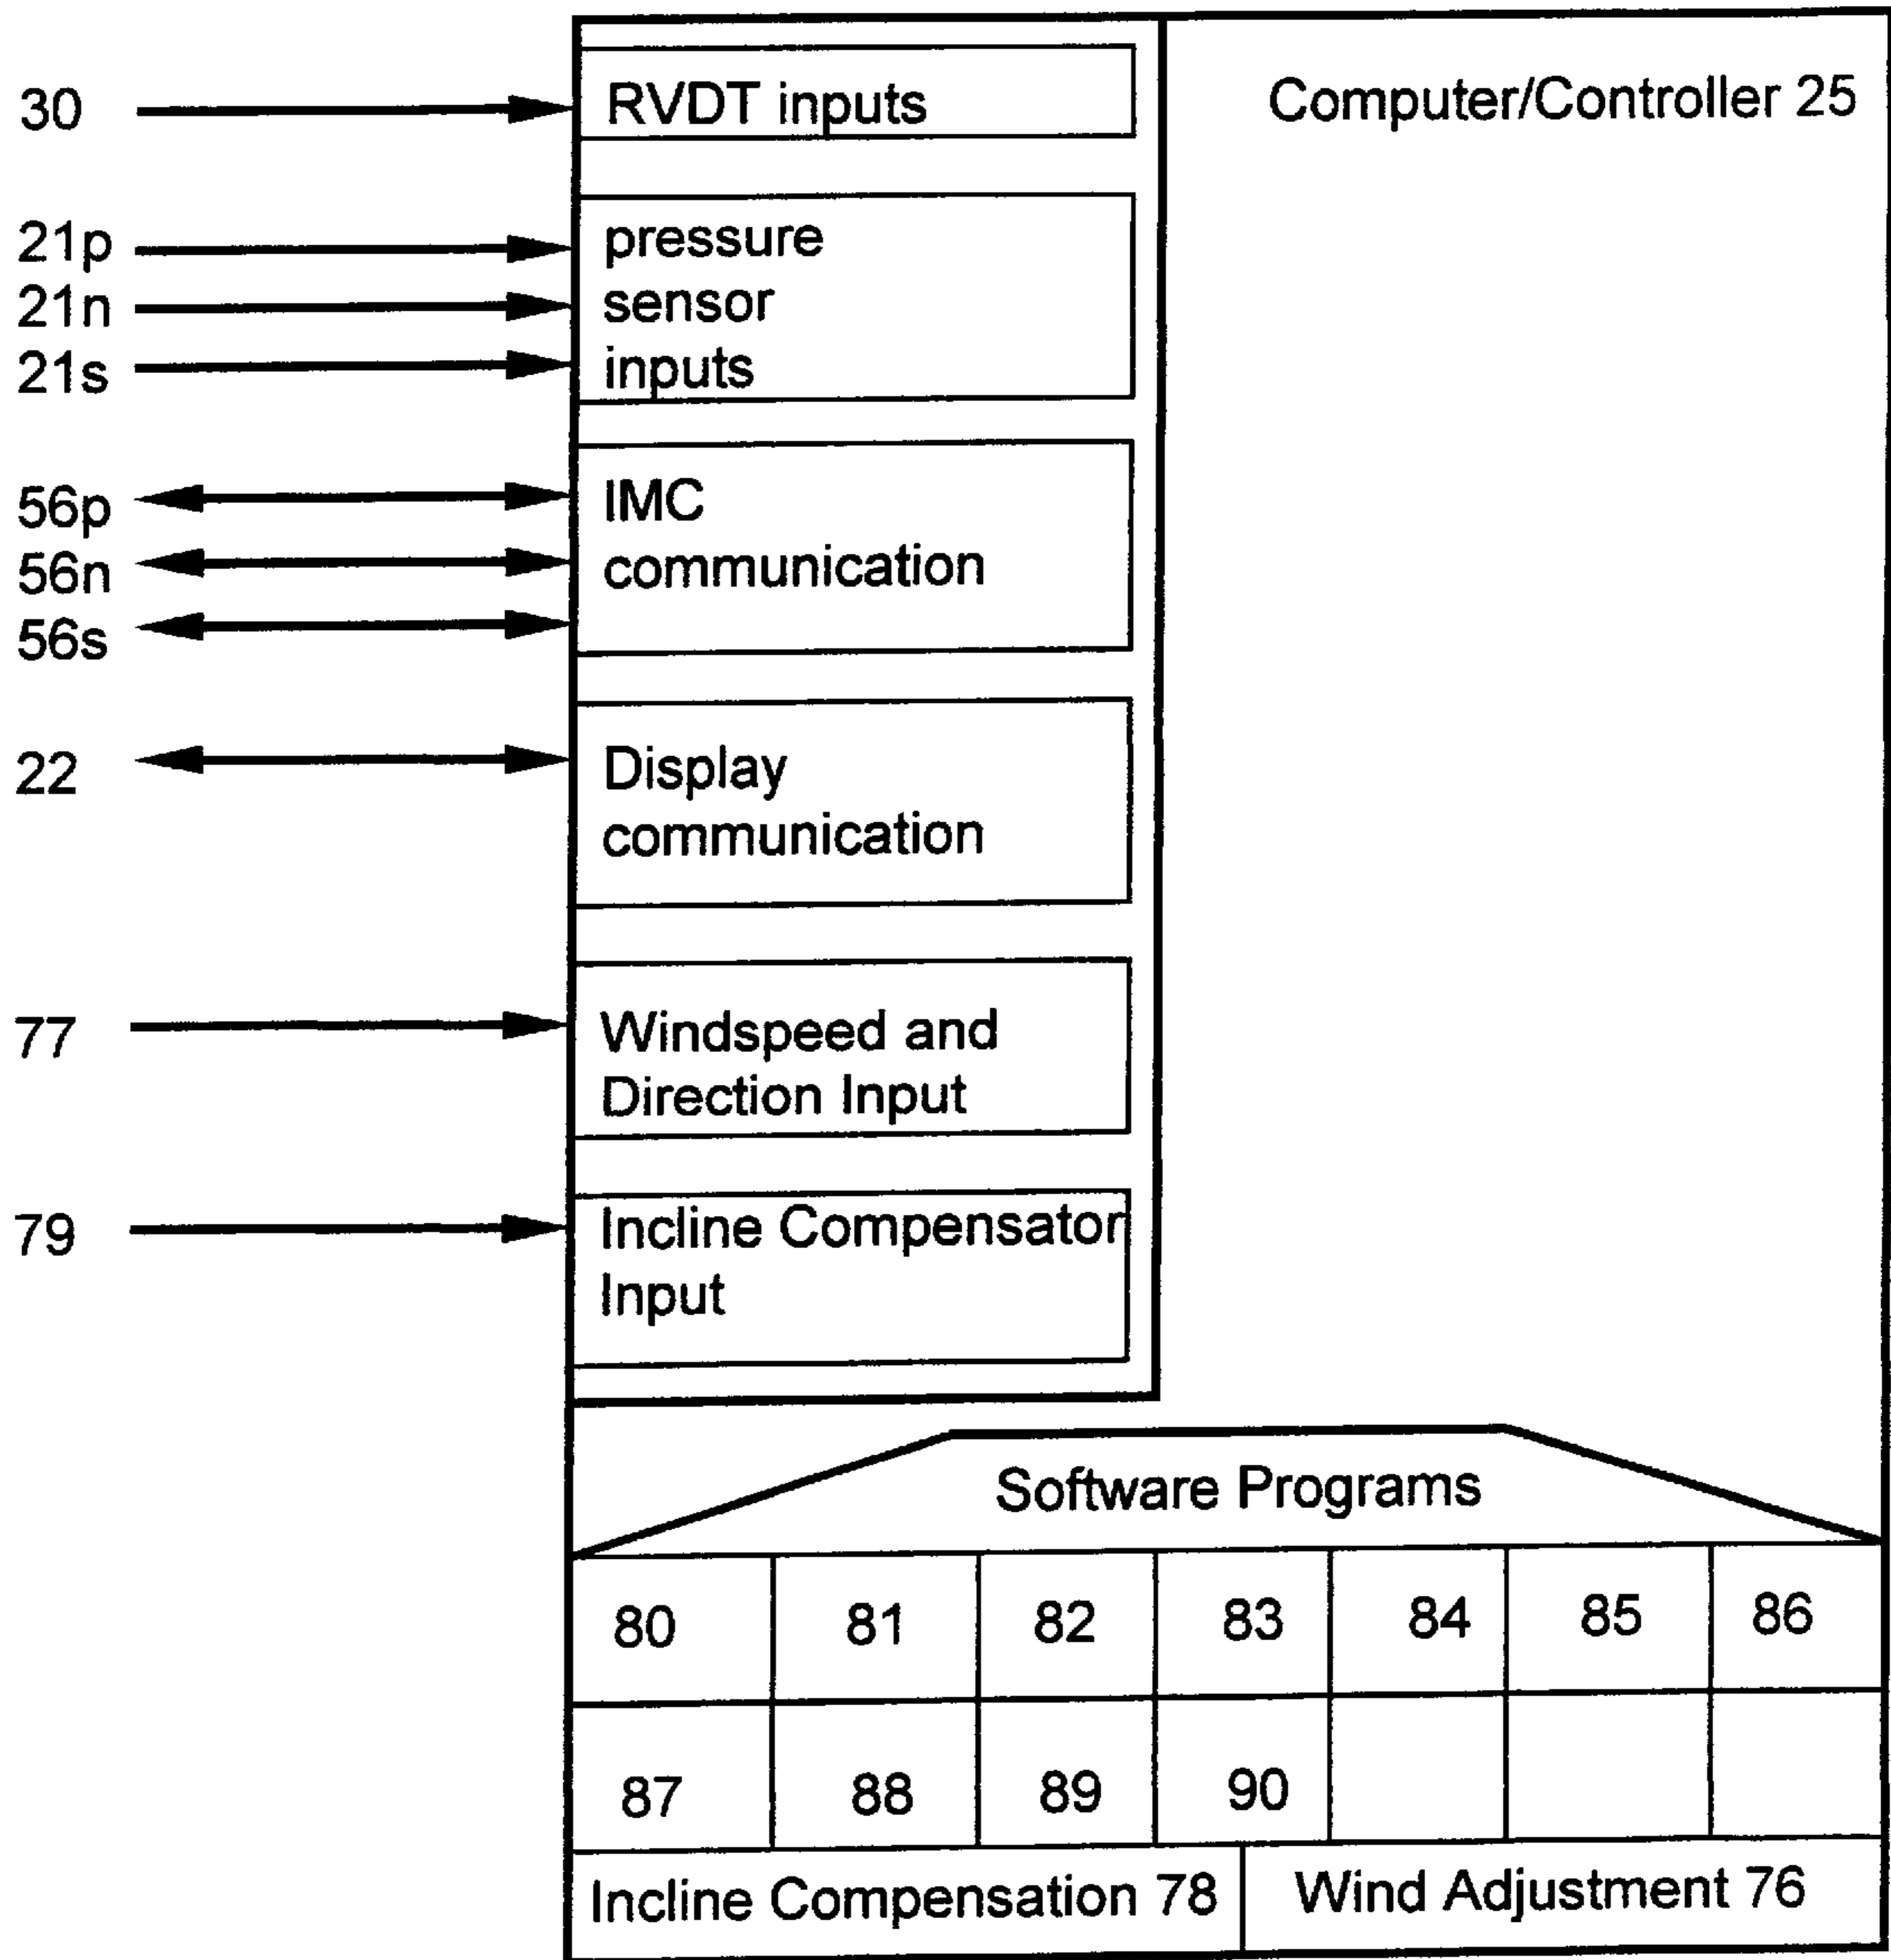 30
RVDT inputs
Computer/Controller 25
21p
pressure
21n
sensor
21s
inputs
56p
IMC
56n
communication
56s
22
Display
communication
77
Windspeed and
Direction Input
79
Incline Compensator
Input
Software Programs
80 81 82 83 84 85 86
87 88 89 90
Incline Compensation 78
Wind Adjustment 76